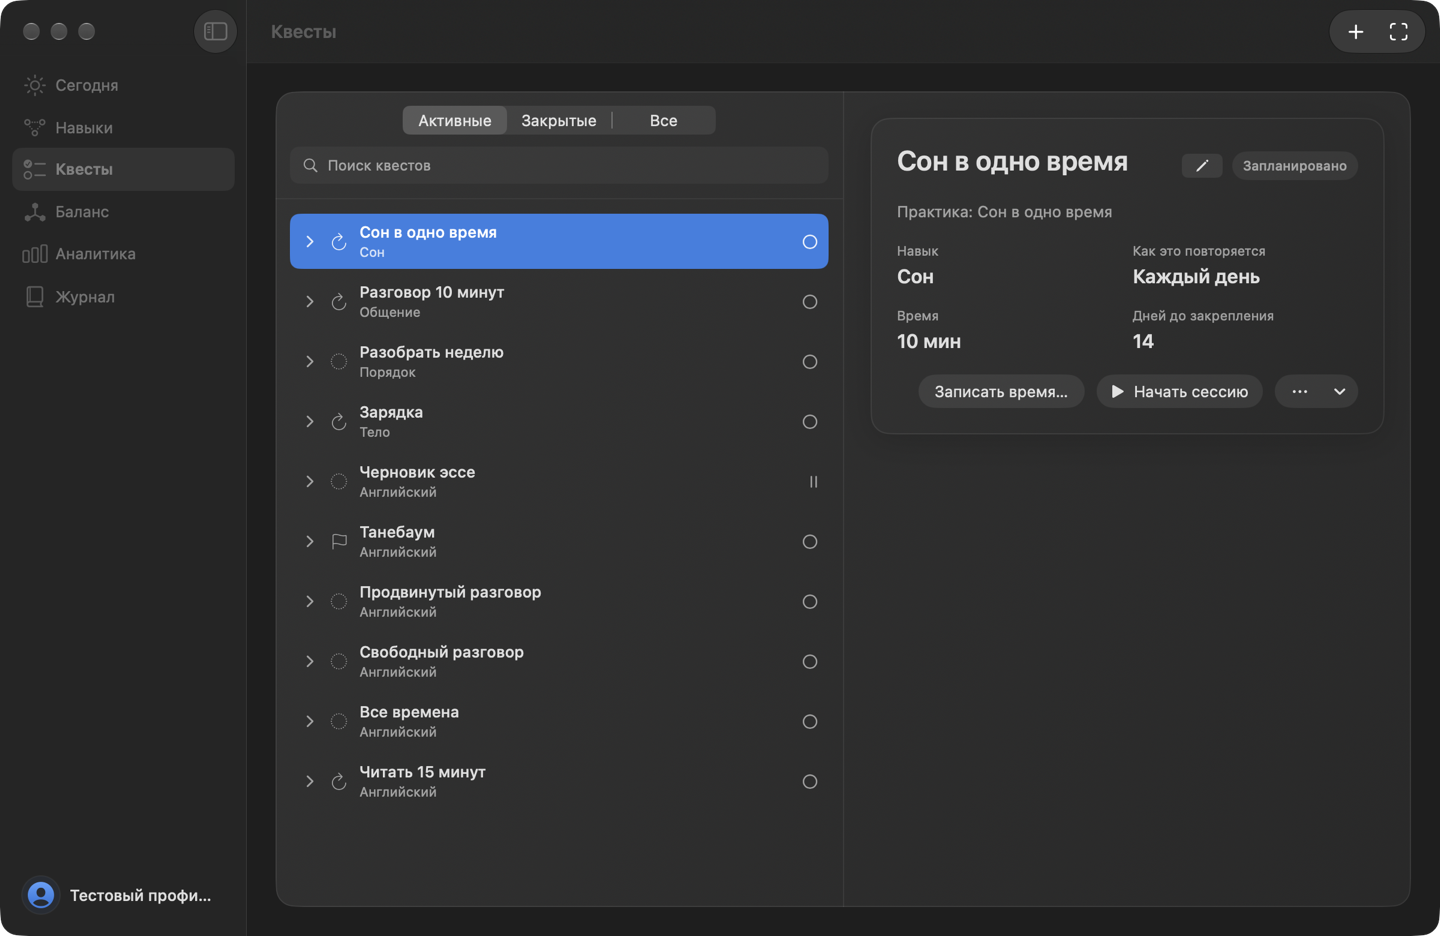 Квесты
Сегодня
Навыки
Квесты
Баланс
Аналитика
Журнал
Тестовый профи...
Активные
Закрытые
Все
Поиск квестов
Сон в одно время
Сон
Разговор 10 минут
Общение
Разобрать неделю
Порядок
Зарядка
Тело
Черновик эссе
Английский
Танебаум
Английский
Продвинутый разговор
Английский
Свободный разговор
Английский
Все времена
Английский
Читать 15 минут
Английский
Сон в одно время
Запланировано
Практика: Сон в одно время
Навык
Сон
Как это повторяется
Каждый день
Время
10 мин
Дней до закрепления
14
Записать время...
Начать сессию